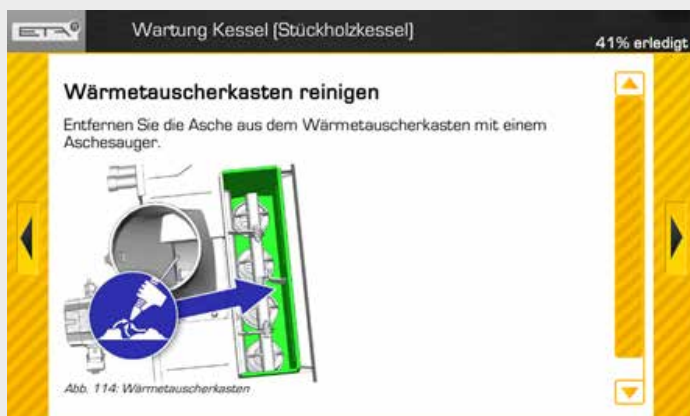 ETA
Wartung Kessel (Stückholzkessel)
41% erledigt
Wärmetauscherkasten reinigen
Entfernen Sie die Asche aus dem Wärmetauscherkasten mit einem
Aschesauger.
Abb. 114: Wärmetauscherkasten